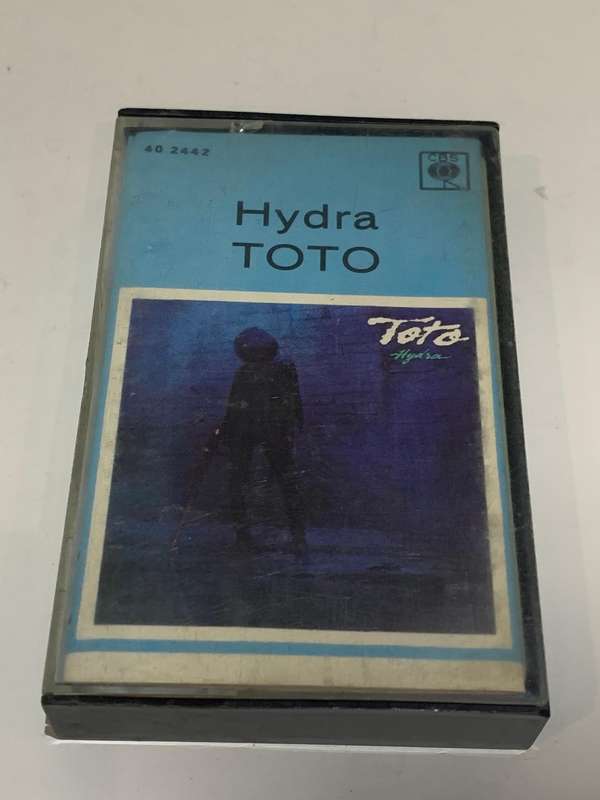 40 2442
CBS
Hydra
TOTO
Toto
Hydra